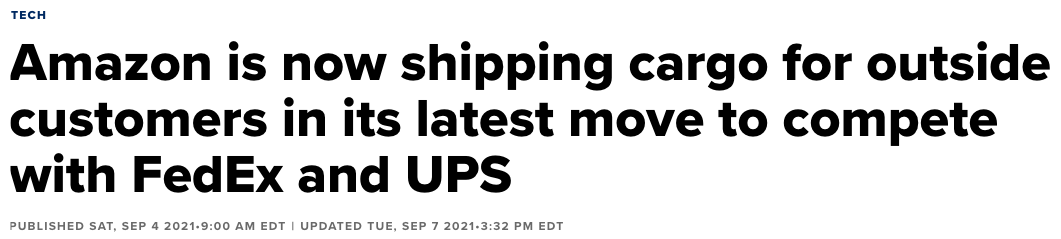 TECH
Amazon is now shipping cargo for outside
customers in its latest move to compete
with FedEx and UPS
PUBLISHED SAT, SEP 4 2021•9:00 AM EDT | UPDATED TUE, SEP 7 2021•3:32 PM EDT